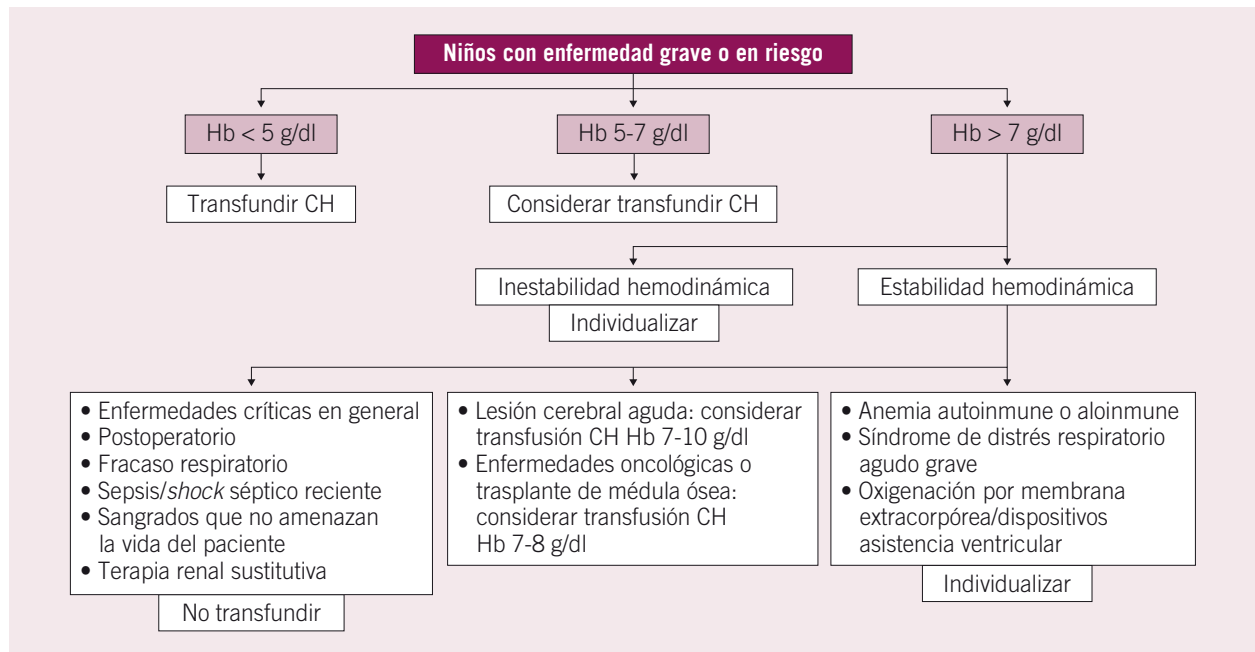 Niños con enfermedad grave o en riesgo
Hb < 5 g/dl
Hb 5-7 g/dl
Hb > 7 g/dl
Transfundir CH
Considerar transfundir CH
Inestabilidad hemodinámica
Individualizar
Estabilidad hemodinámica
• Enfermedades críticas en general
• Postoperatorio
• Fracaso respiratorio
• Sepsis/shock séptico reciente
• Sangrados que no amenazan
la vida del paciente
• Terapia renal sustitutiva
No transfundir
• Lesión cerebral aguda: considerar
transfusión CH Hb 7-10 g/dl
• Enfermedades oncológicas o
trasplante de médula ósea:
considerar transfusión CH
Hb 7-8 g/dl
• Anemia autoinmune o aloinmune
• Síndrome de distrés respiratorio
agudo grave
• Oxigenación por membrana
extracorpórea/dispositivos
asistencia ventricular
Individualizar